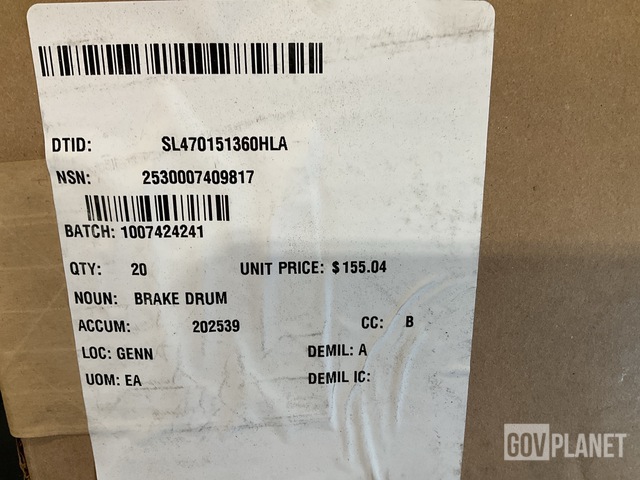 DTID: SL470151360HLA
NSN: 2530007409817
BATCH: 1007424241
QTY: 20 UNIT PRICE: $155.04
NOUN: BRAKE DRUM
ACCUM: 202539 CC: B
LOC: GENN DEMIL: A
UOM: EA DEMIL IC:
GOVPLANET